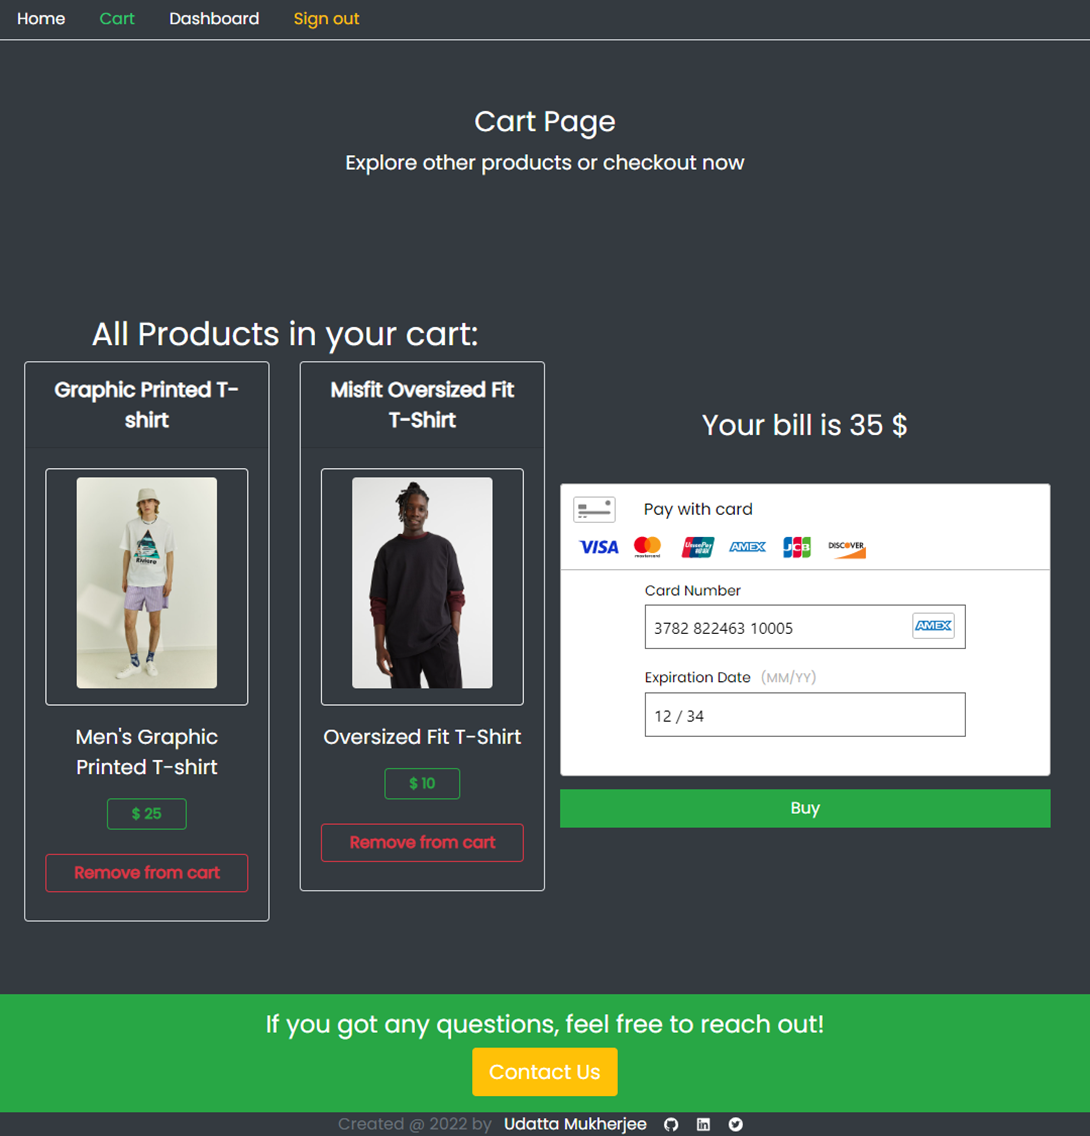 Home Cart Dashboard Sign out
Cart Page
Explore other products or checkout now
All Products in your cart:
Graphic Printed T-
shirt
Men's Graphic
Printed T-shirt
$ 25
Remove from cart
Misfit Oversized Fit
T-Shirt
Oversized Fit T-Shirt
$ 10
Remove from cart
Your bill is 35 $
Pay with card
VISA mastercard UnionPay 银联 AMEX JCB DISCOVER
Card Number
3782 822463 10005 AMEX
Expiration Date (MM/YY)
12 / 34
Buy
If you got any questions, feel free to reach out!
Contact Us
Created @ 2022 by Udatta Mukherjee